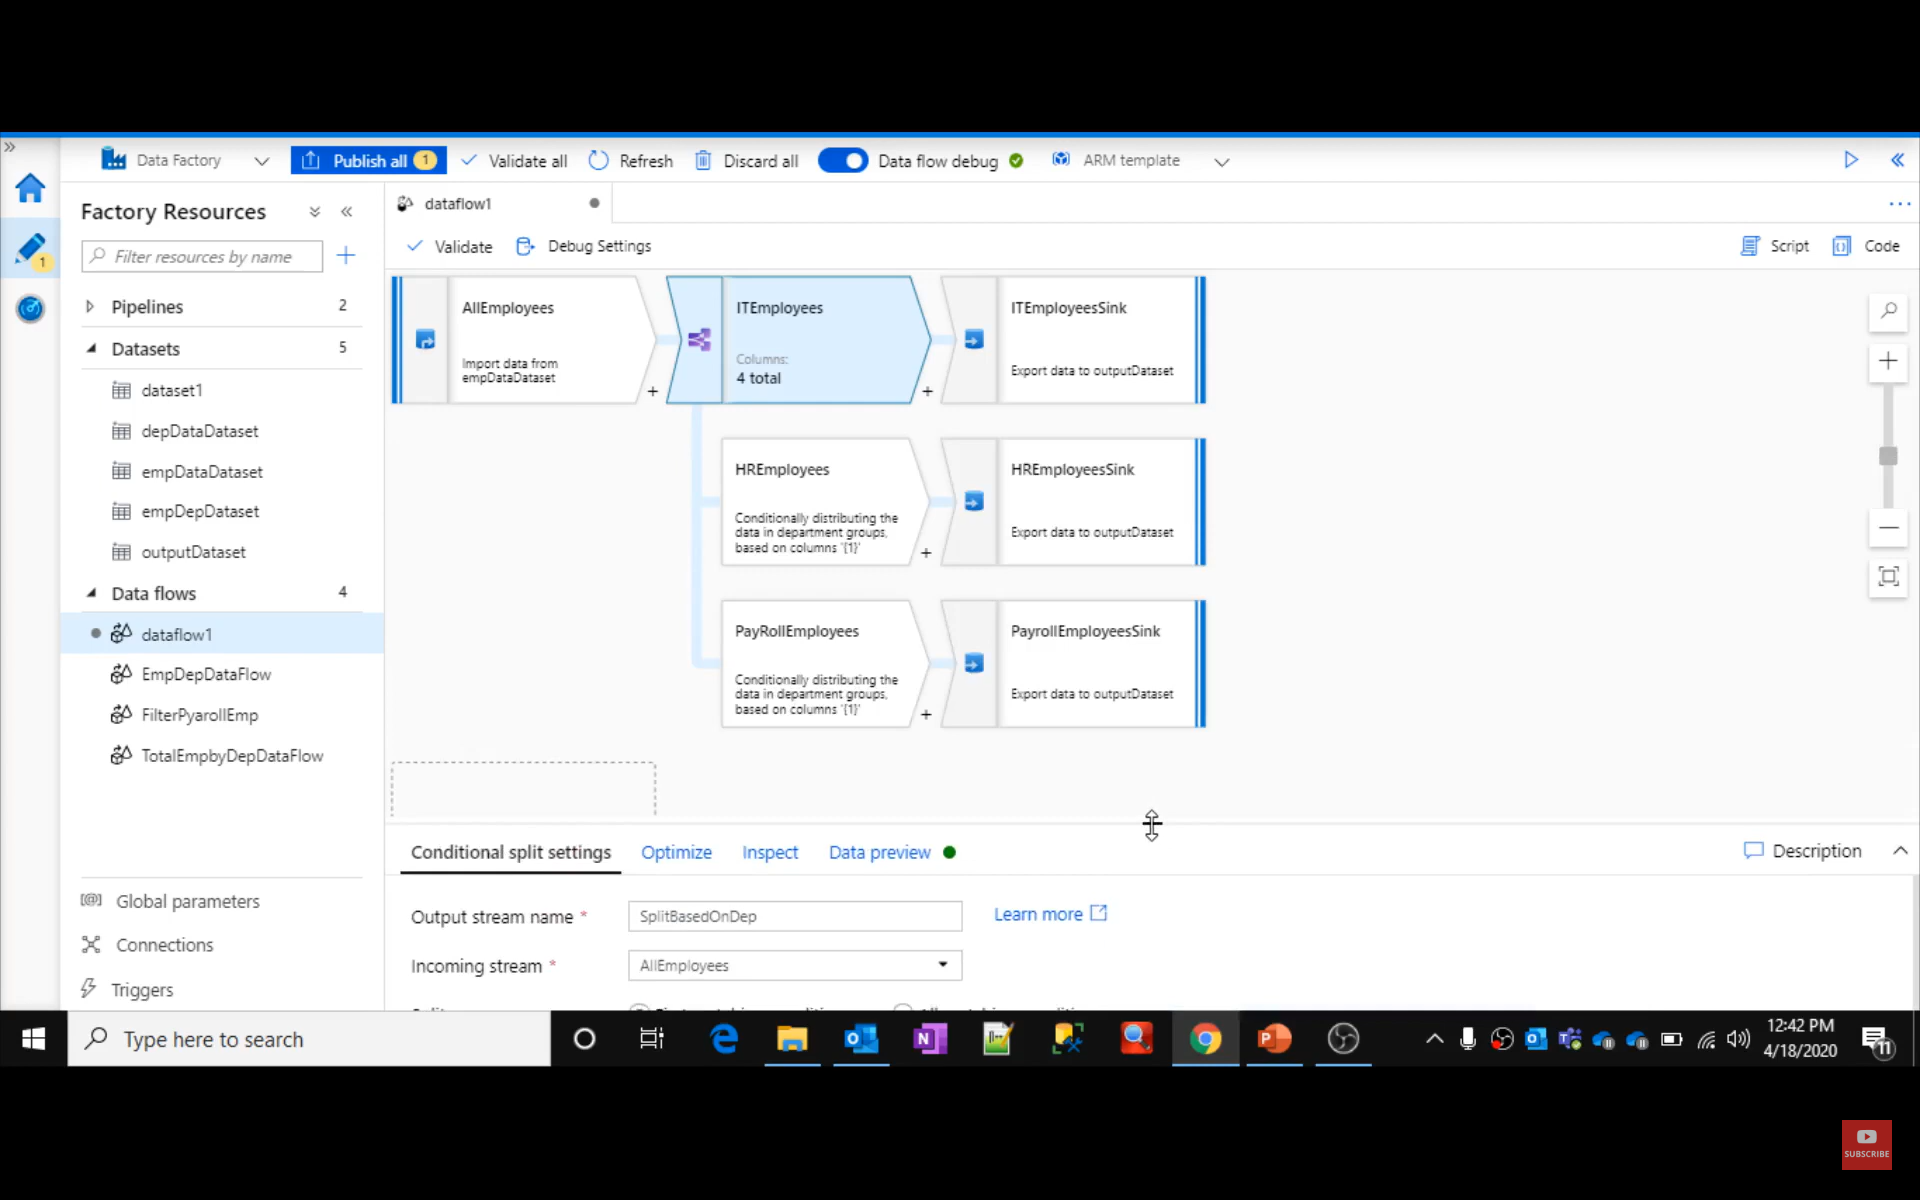 Data Factory
Publish all 1
Validate all
Refresh
Discard all
Data flow debug
ARM template
Factory Resources
dataflow1
Filter resources by name
1
Validate
Debug Settings
Script
Code
Pipelines 2
Datasets 5
dataset1
depDataDataset
empDataDataset
empDepDataset
outputDataset
Data flows 4
dataflow1
EmpDepDataFlow
FilterPyarollEmp
TotalEmpbyDepDataFlow
Global parameters
Connections
Triggers
AllEmployees
Import data from
empDataDataset
+
ITEmployees
Columns:
4 total
+
ITEmployeesSink
Export data to outputDataset
HREmployees
Conditionally distributing the
data in department groups,
based on columns '{1}'
+
HREmployeesSink
Export data to outputDataset
PayRollEmployees
Conditionally distributing the
data in department groups,
based on columns '{1}'
+
PayrollEmployeesSink
Export data to outputDataset
Conditional split settings
Optimize
Inspect
Data preview
Description
Output stream name *
SplitBasedOnDep
Learn more
Incoming stream *
AllEmployees
Type here to search
12:42 PM
4/18/2020
11
SUBSCRIBE